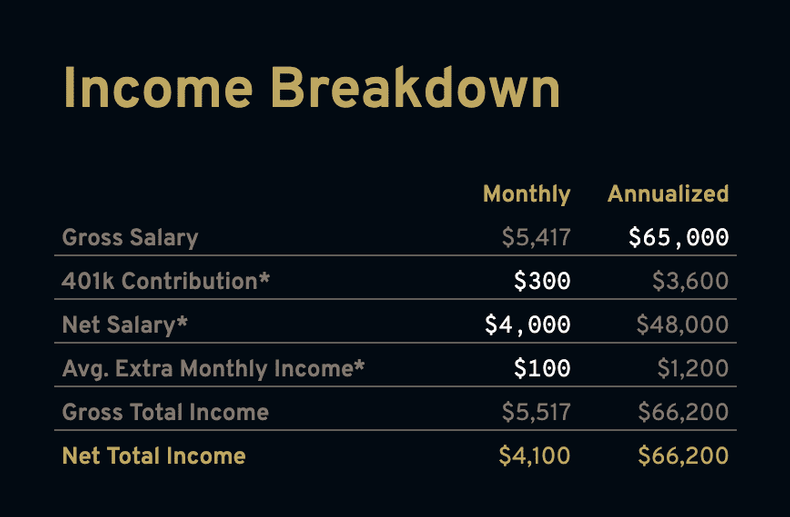 Income Breakdown
Monthly Annualized
Gross Salary $5,417 $65,000
401k Contribution* $300 $3,600
Net Salary* $4,000 $48,000
Avg. Extra Monthly Income* $100 $1,200
Gross Total Income $5,517 $66,200
Net Total Income $4,100 $66,200